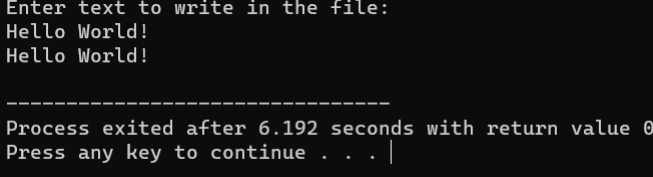 Enter text to write in the file:
Hello World!
Hello World!

--------------------------------
Process exited after 6.192 seconds with return value 0
Press any key to continue . . .